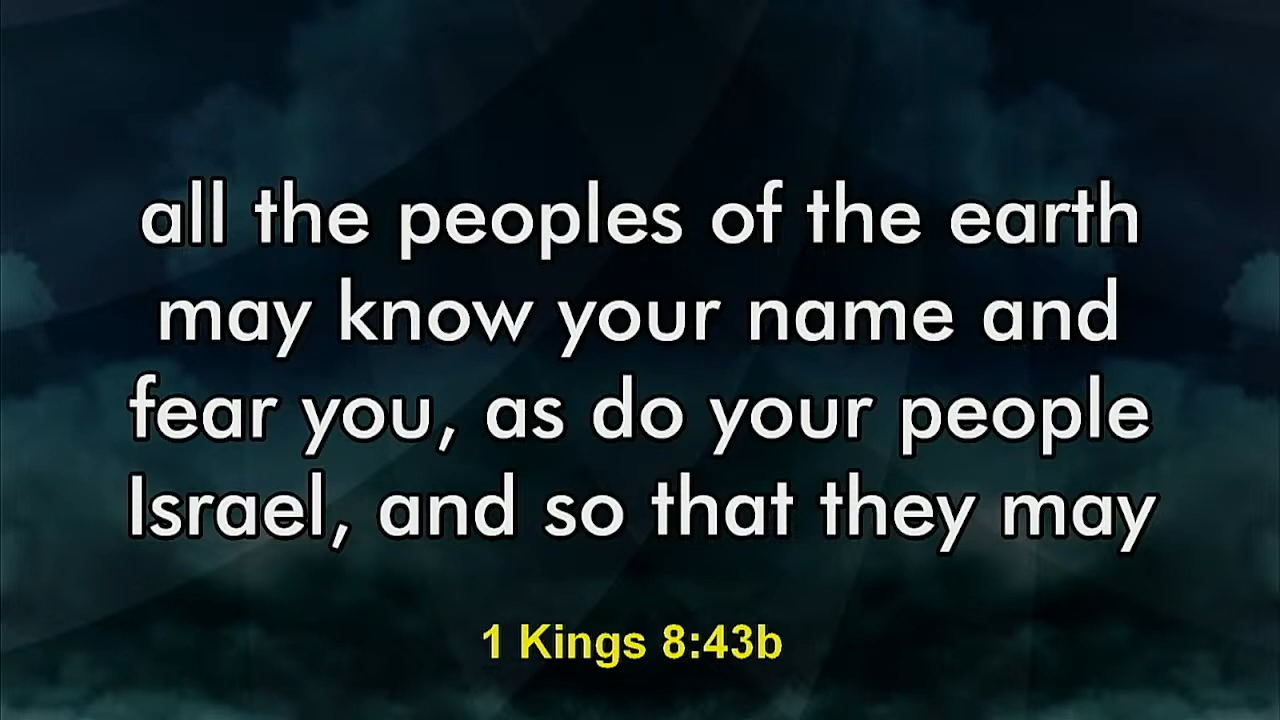 all the peoples of the earth
may know your name and
fear you, as do your people
Israel, and so that they may
1 Kings 8:43b